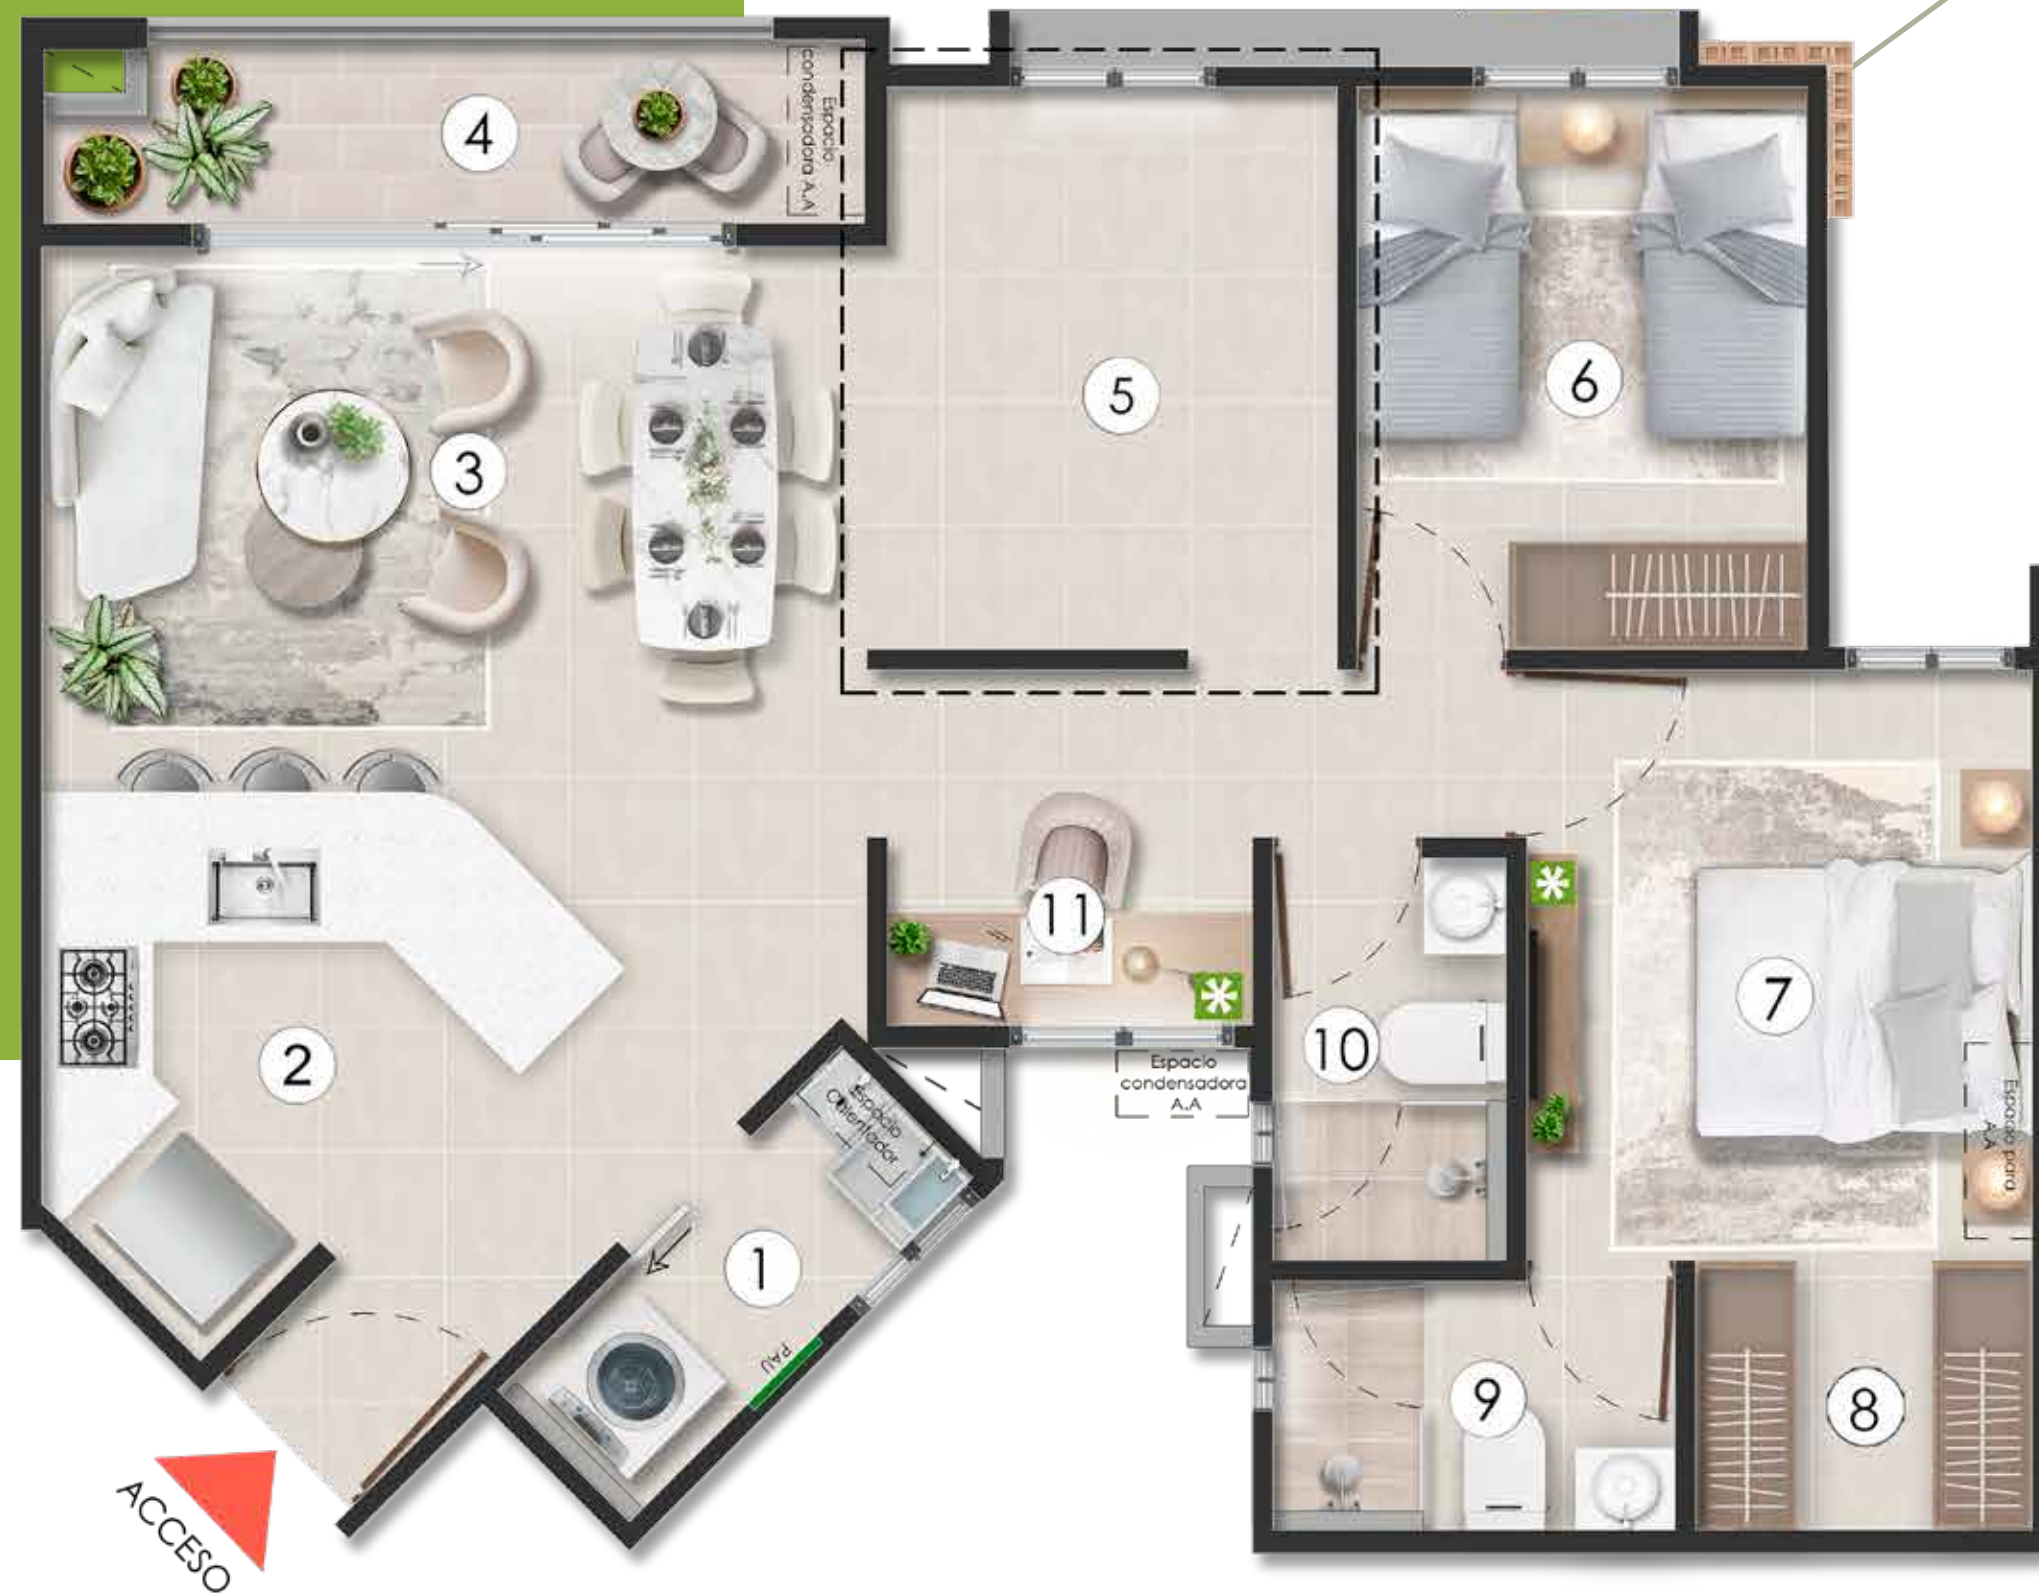 4
Espacio
condensadora A.A
5
6
3
11
7
2
10
Espacio
condensadora
A.A
Espacio
Calentador
Espacio para
A.A
1
PAU
9
8
ACCESO